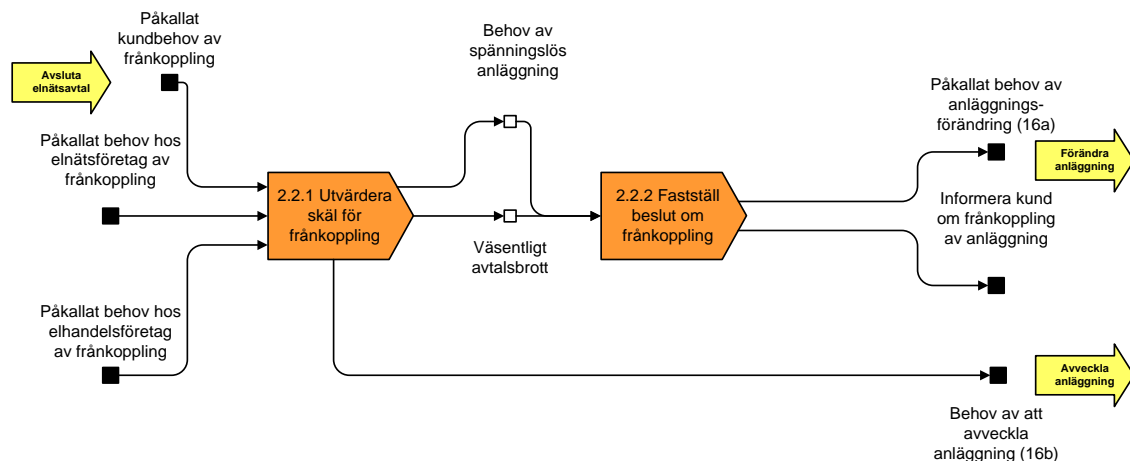 Påkallat
kundbehov av
frånkoppling
Avsluta
elnätsavtal
Påkallat behov hos
elnätsföretag av
frånkoppling
Påkallat behov hos
elhandelsföretag
av frånkoppling
2.2.1 Utvärdera
skäl för
frånkoppling
Behov av
spänningslös
anläggning
Väsentligt
avtalsbrott
2.2.2 Fastställ
beslut om
frånkoppling
Påkallat behov av
anläggnings-
förändring (16a)
Förändra
anläggning
Informera kund
om frånkoppling
av anläggning
Avveckla
anläggning
Behov av att
avveckla
anläggning (16b)